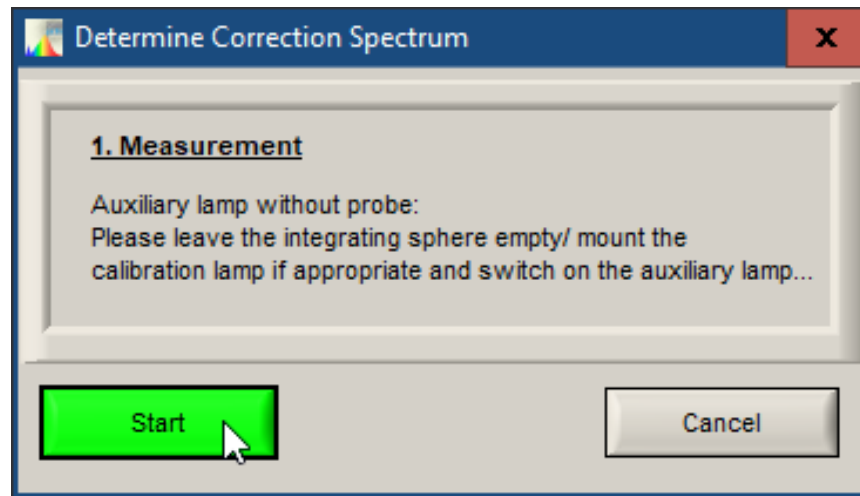 Determine Correction Spectrum
x
1. Measurement
Auxiliary lamp without probe:
Please leave the integrating sphere empty/ mount the
calibration lamp if appropriate and switch on the auxiliary lamp...
Start
Cancel